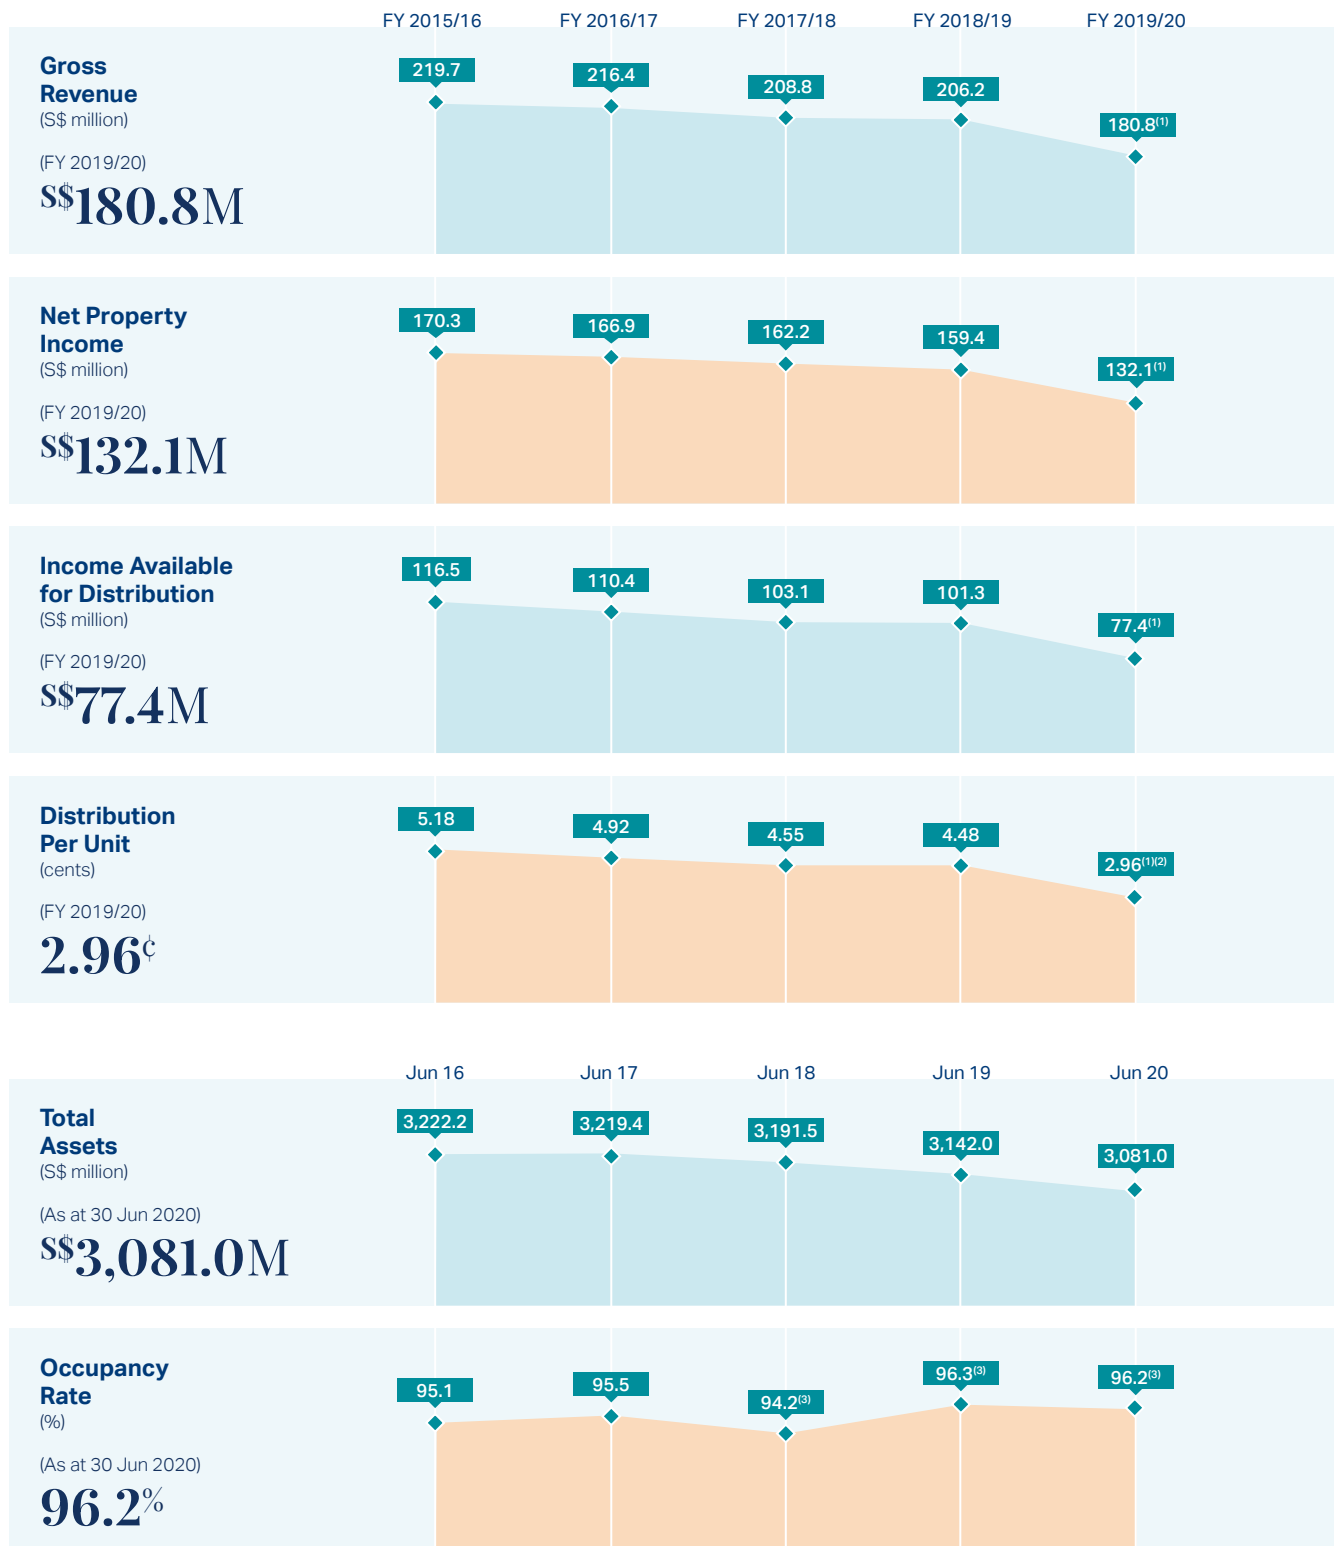 FY 2015/16 FY 2016/17 FY 2017/18 FY 2018/19 FY 2019/20
Gross
Revenue
(S$ million)
(FY 2019/20)
S$180.8M
219.7 216.4 208.8 206.2 180.8(1)
Net Property
Income
(S$ million)
(FY 2019/20)
S$132.1M
170.3 166.9 162.2 159.4 132.1(1)
Income Available
for Distribution
(S$ million)
(FY 2019/20)
S$77.4M
116.5 110.4 103.1 101.3 77.4(1)
Distribution
Per Unit
(cents)
(FY 2019/20)
2.96¢
5.18 4.92 4.55 4.48 2.96(1)(2)
Jun 16 Jun 17 Jun 18 Jun 19 Jun 20
Total
Assets
(S$ million)
(As at 30 Jun 2020)
S$3,081.0M
3,222.2 3,219.4 3,191.5 3,142.0 3,081.0
Occupancy
Rate
(%)
(As at 30 Jun 2020)
96.2%
95.1 95.5 94.2(3) 96.3(3) 96.2(3)